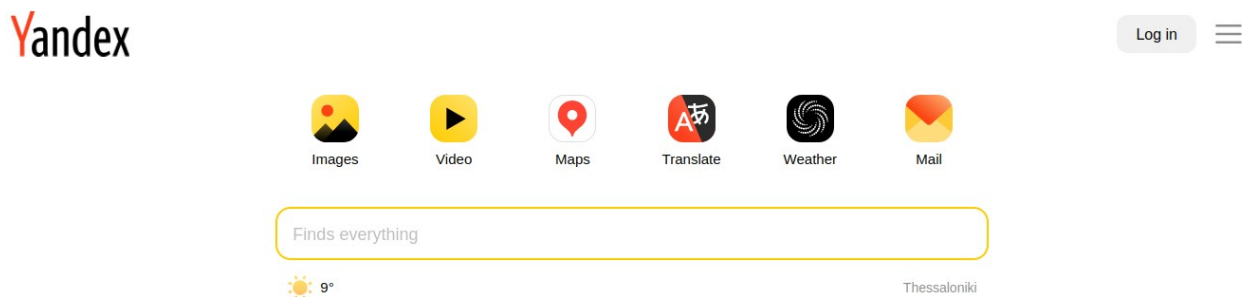 Yandex
Log in
Images Video Maps Translate Weather Mail
Finds everything
9° Thessaloniki